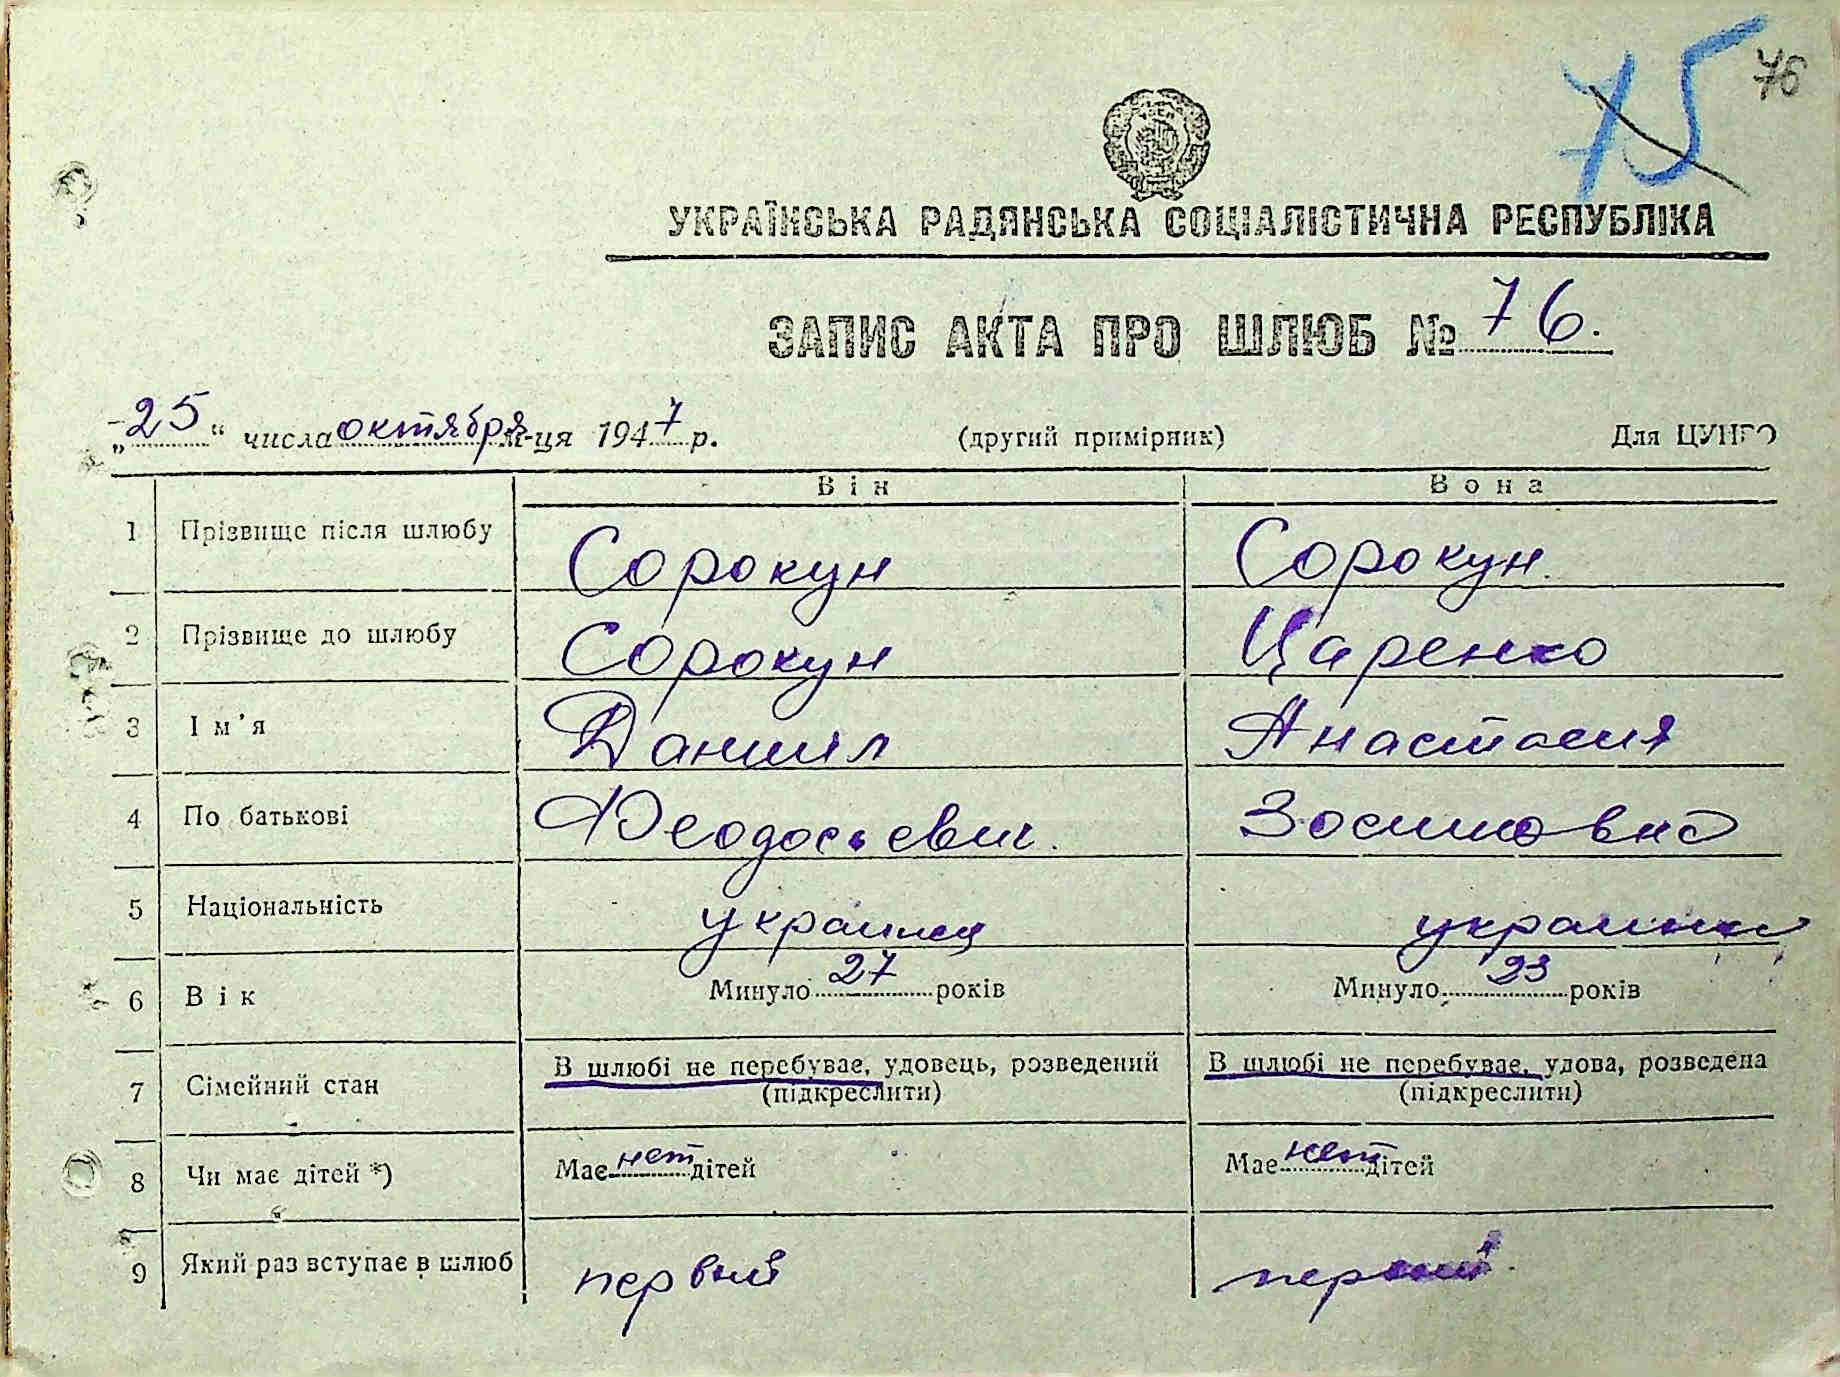 75 76
УКРАЇНСЬКА РАДЯНСЬКА СОЦІАЛІСТИЧНА РЕСПУБЛІКА
ЗАПИС АКТА ПРО ШЛЮБ № 76.
„25“ числа октября м-ця 1947 р. (другий примірник) Для ЦУНГО
Він Вона
1 Прізвище після шлюбу Сорокун Сорокун
2 Прізвище до шлюбу Сорокун Царенко
3 Ім’я Даниил Анастасия
4 По батькові Феодосьевич Зосимовна
5 Національність украинец украинка
6 Вік Минуло 27 років Минуло 23 років
7 Сімейний стан В шлюбі не перебуває, удовець, розведений В шлюбі не перебуває, удова, розведена
(підкреслити) (підкреслити)
8 Чи має дітей *) Має нет дітей Має нет дітей
9 Який раз вступає в шлюб первый первый